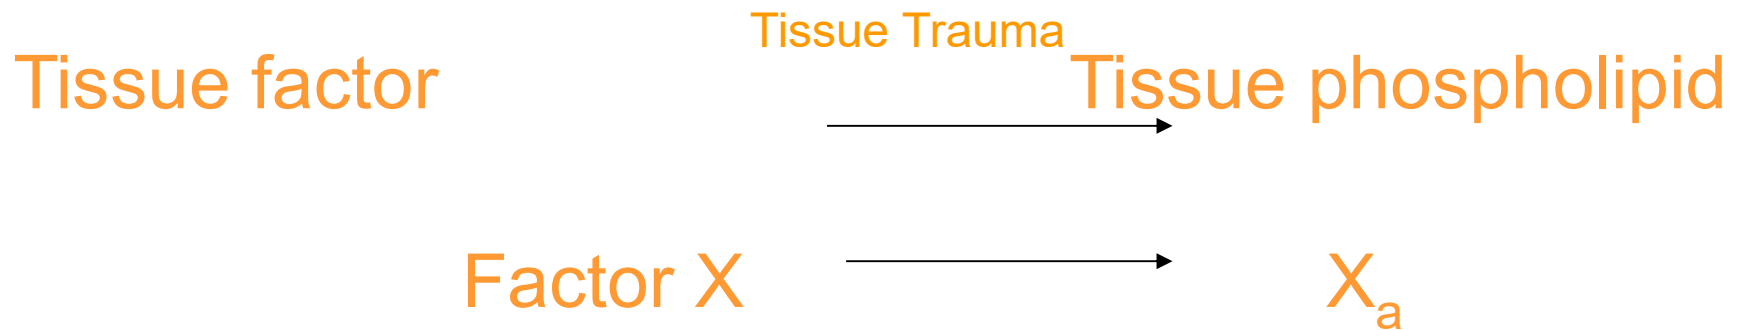 Tissue Trauma
Tissue factor Tissue phospholipid
Factor X Xₐ